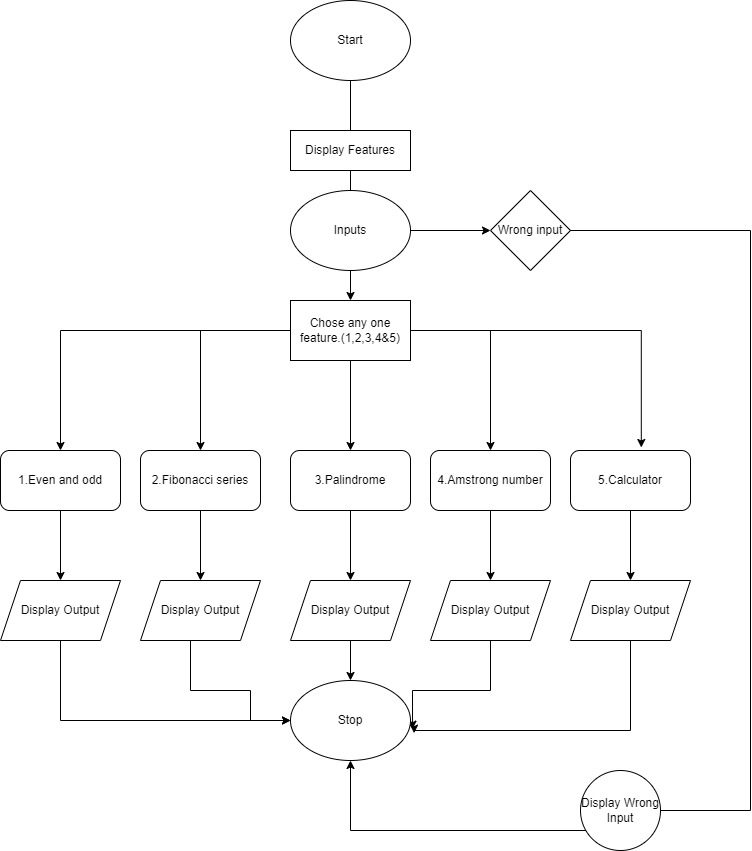 Start
Display Features
Inputs
Wrong input
Chose any one
feature.(1,2,3,4&5)
1.Even and odd
2.Fibonacci series
3.Palindrome
4.Amstrong number
5.Calculator
Display Output
Display Output
Display Output
Display Output
Display Output
Stop
Display Wrong
Input